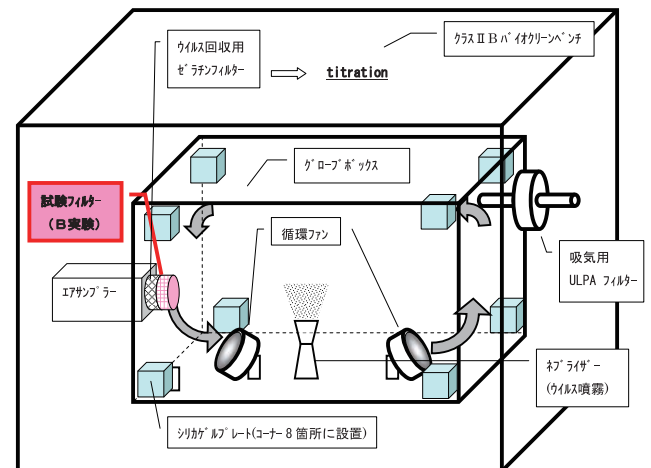 ウイルス回収用
ゼラチンフィルター
titration
クラスⅡBバイオクリーンベンチ
グローブボックス
試験フィルター
(B実験)
循環ファン
吸気用
ULPA フィルター
エアサンプラー
ネブライザー
(ウイルス噴霧)
シリカゲルプレート(コーナー8箇所に設置)